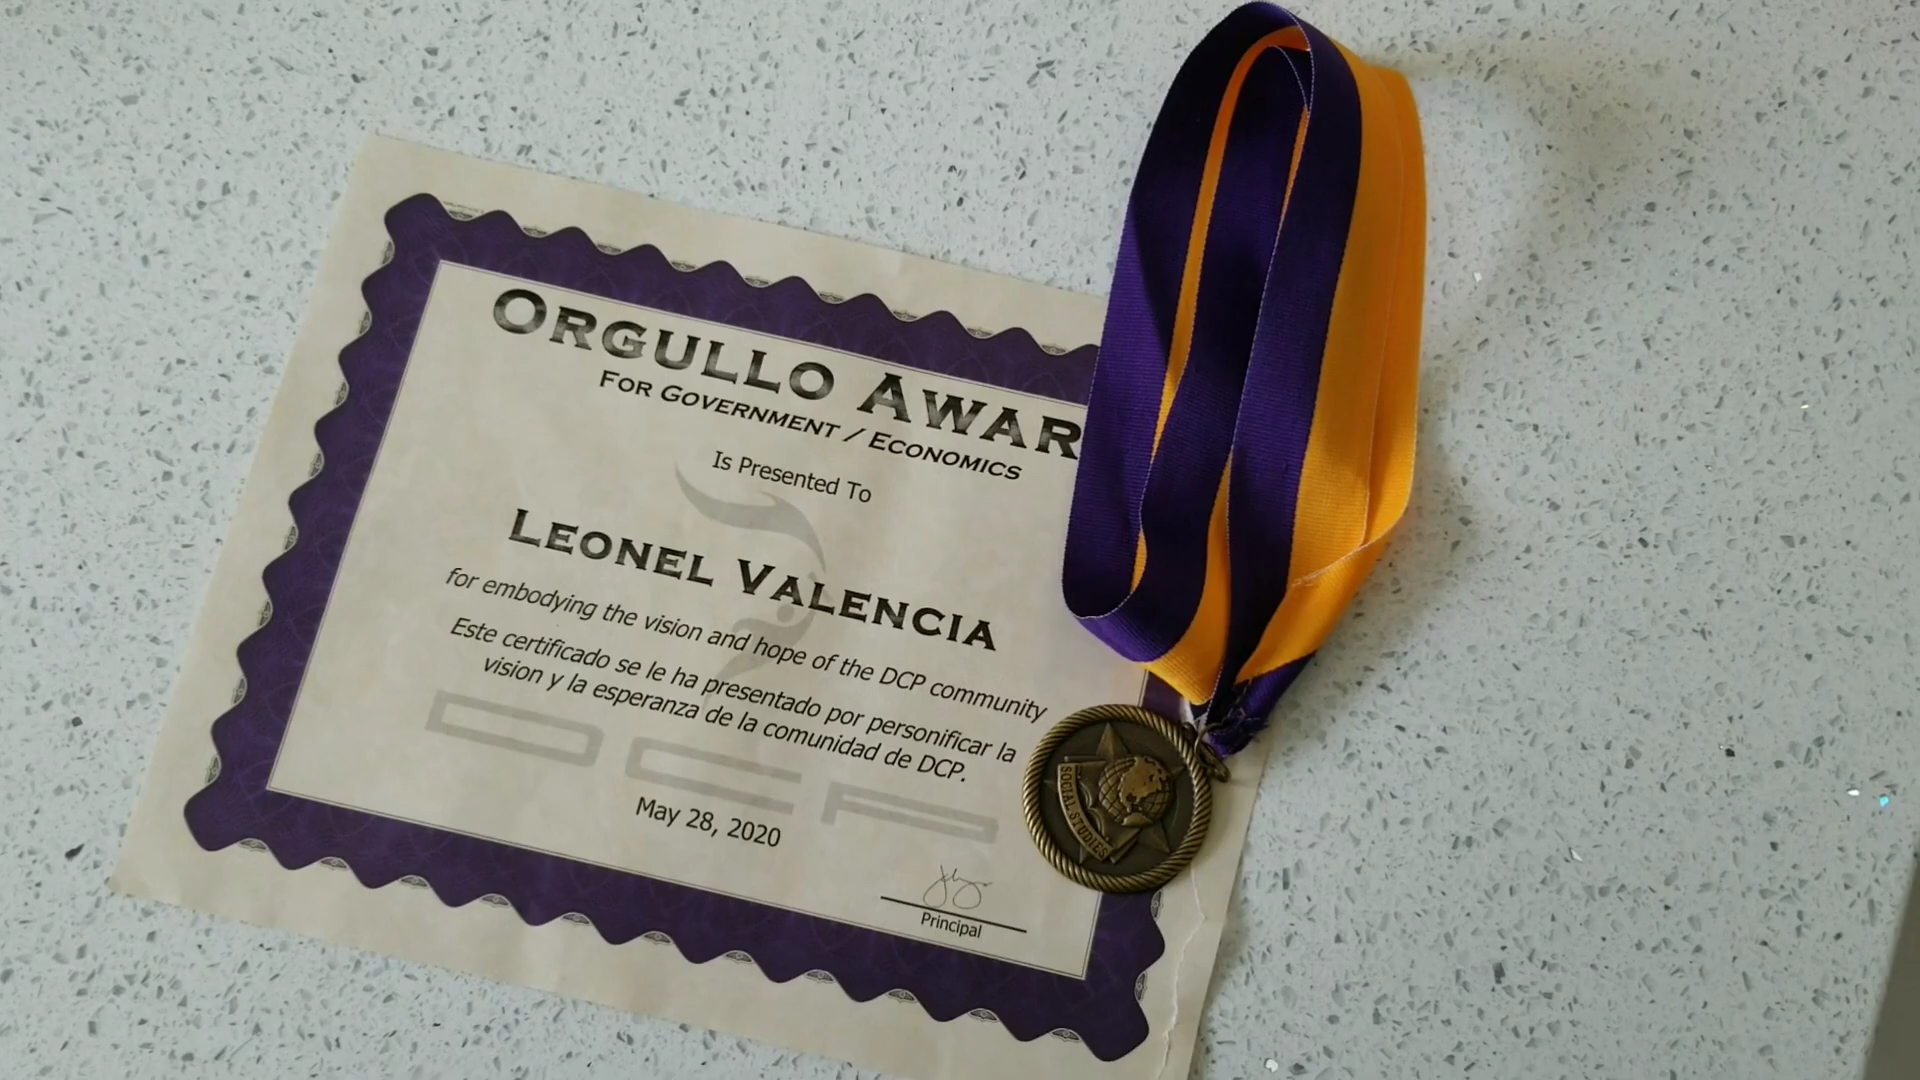 ORGULLO AWAR
FOR GOVERNMENT / ECONOMICS
Is Presented To
LEONEL VALENCIA
for embodying the vision and hope of the DCP community
Este certificado se le ha presentado por personificar la
vision y la esperanza de la comunidad de DCP.
DCP
May 28, 2020
Principal
SOCIAL STUDIES